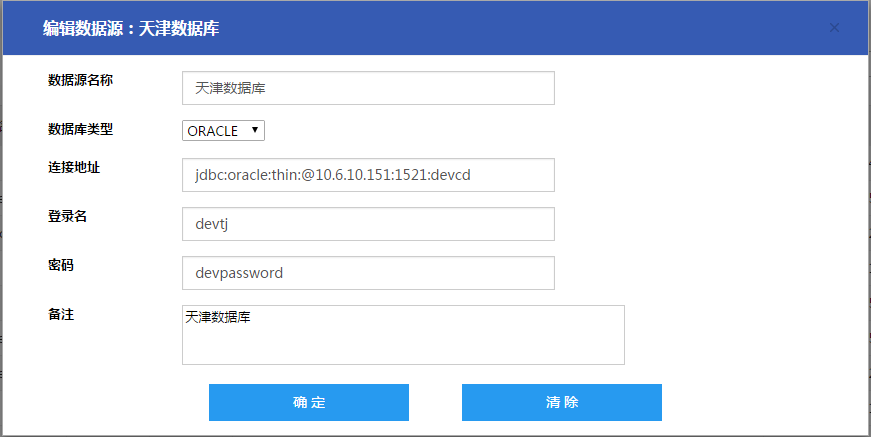 编辑数据源：天津数据库
×
数据源名称
天津数据库
数据库类型
ORACLE
连接地址
jdbc:oracle:thin:@10.6.10.151:1521:devcd
登录名
devtj
密码
devpassword
备注
天津数据库
确 定
清 除